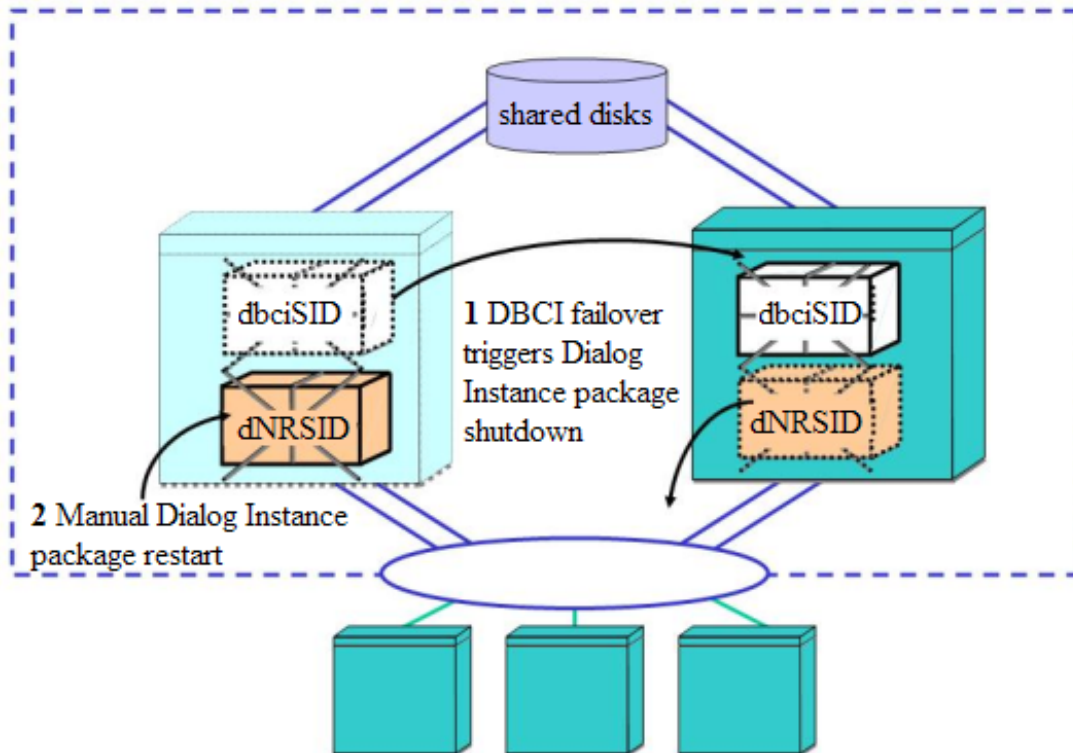 shared disks
dbciSID
dNRSID
1 DBCI failover
triggers Dialog
Instance package
shutdown
dbciSID
dNRSID
2 Manual Dialog Instance
package restart